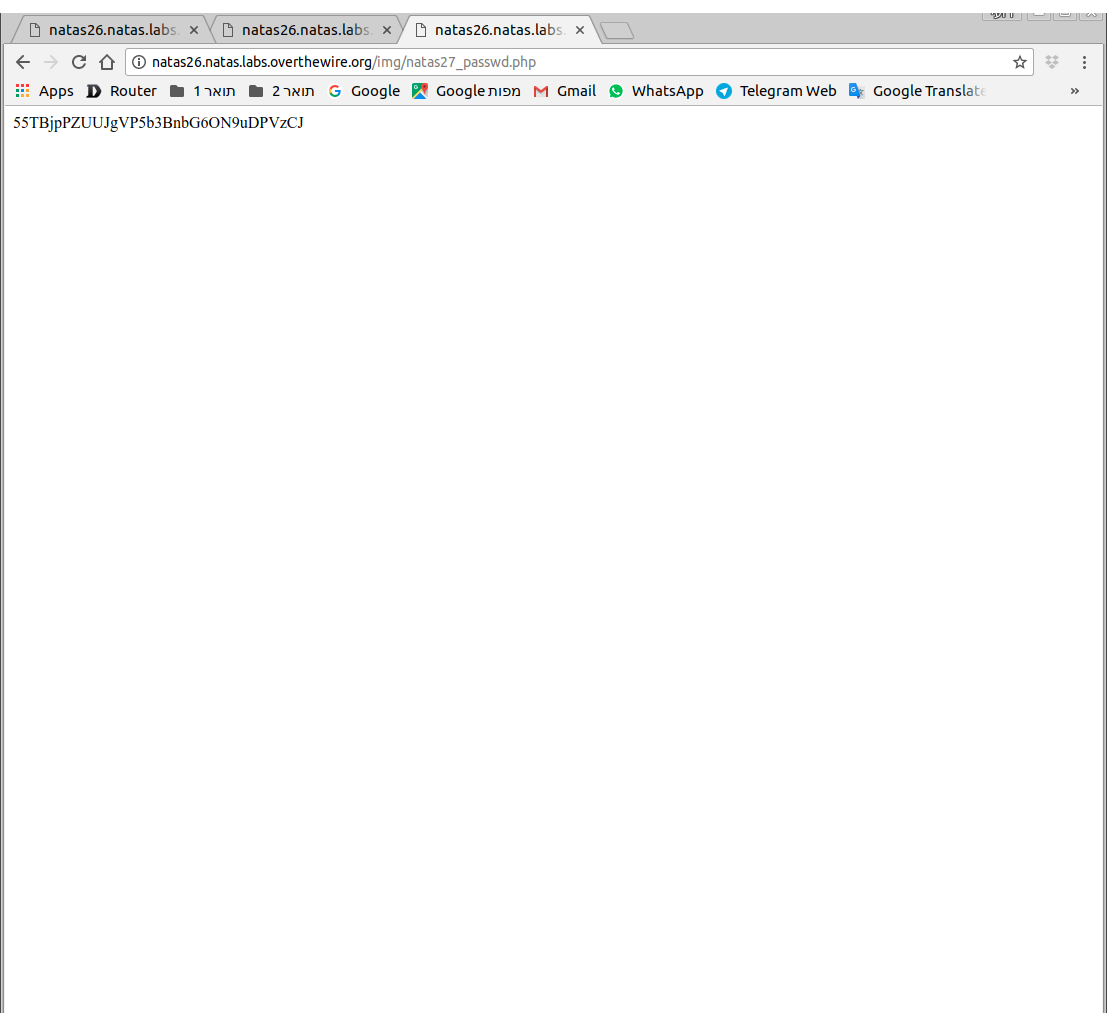 natas26.natas.labs. natas26.natas.labs. natas26.natas.labs.
natas26.natas.labs.overthewire.org/img/natas27_passwd.php
Apps Router תואר 1 תואר 2 Google Google מפות Gmail WhatsApp Telegram Web Google Translate »
55TBjpPZUUJgVP5b3BnbG6ON9uDPVzCJ